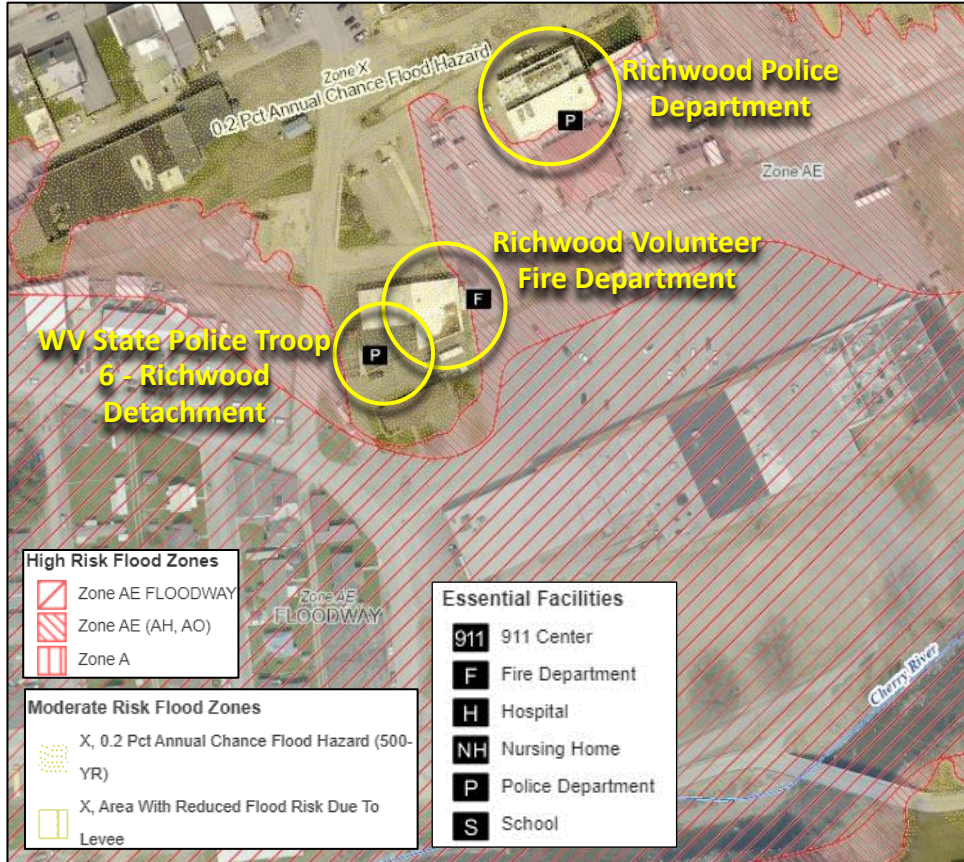 Zone X
0.2 Pct Annual Chance Flood Hazard
Richwood Police
Department
P
Zone AE
Richwood Volunteer
Fire Department
F
WV State Police Troop
6 - Richwood
Detachment
P
High Risk Flood Zones
Zone AE FLOODWAY
Zone AE (AH, AO)
Zone A
Zone AE
FLOODWAY
Moderate Risk Flood Zones
X, 0.2 Pct Annual Chance Flood Hazard (500-
YR)
X, Area With Reduced Flood Risk Due To
Levee
Essential Facilities
911 911 Center
F Fire Department
H Hospital
NH Nursing Home
P Police Department
S School
Cherry River